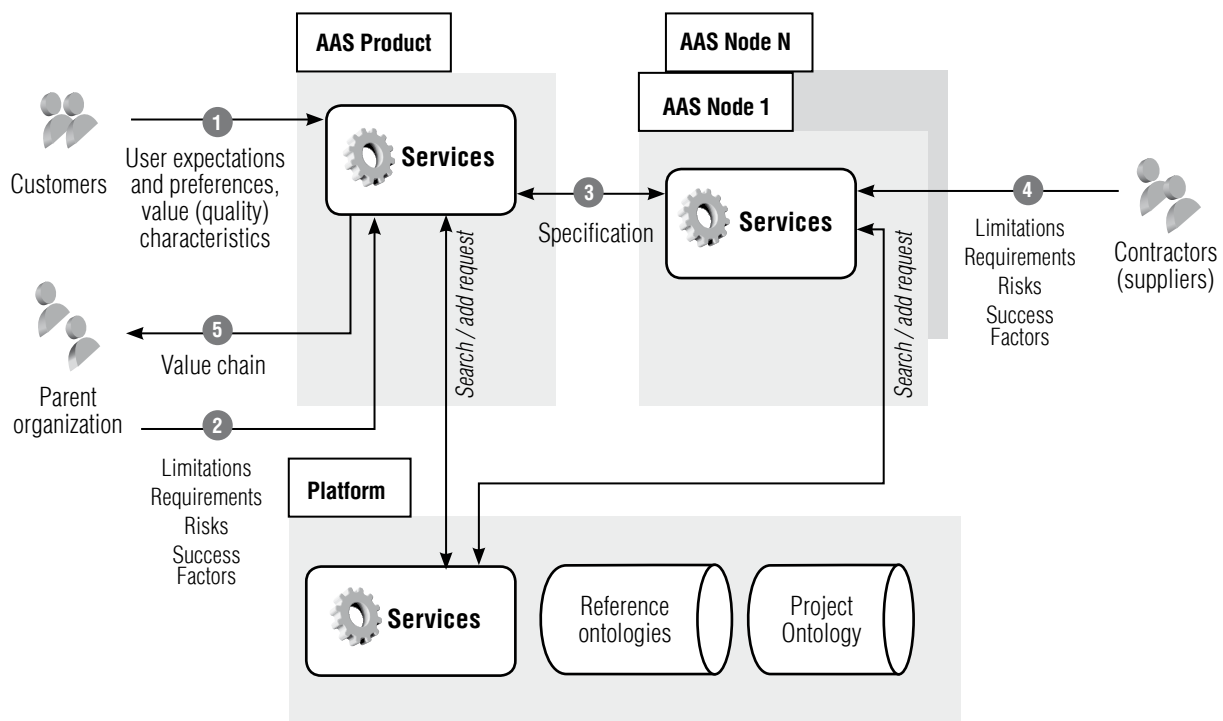 AAS Product
AAS Node N
AAS Node 1
1
Services
User expectations
and preferences,
value (quality)
characteristics
Customers
3
Specification
Services
4
Limitations
Requirements
Risks
Success
Factors
Contractors
(suppliers)
Search / add request
Search / add request
5
Value chain
Parent
organization
2
Limitations
Requirements
Risks
Success
Factors
Platform
Services
Reference
ontologies
Project
Ontology